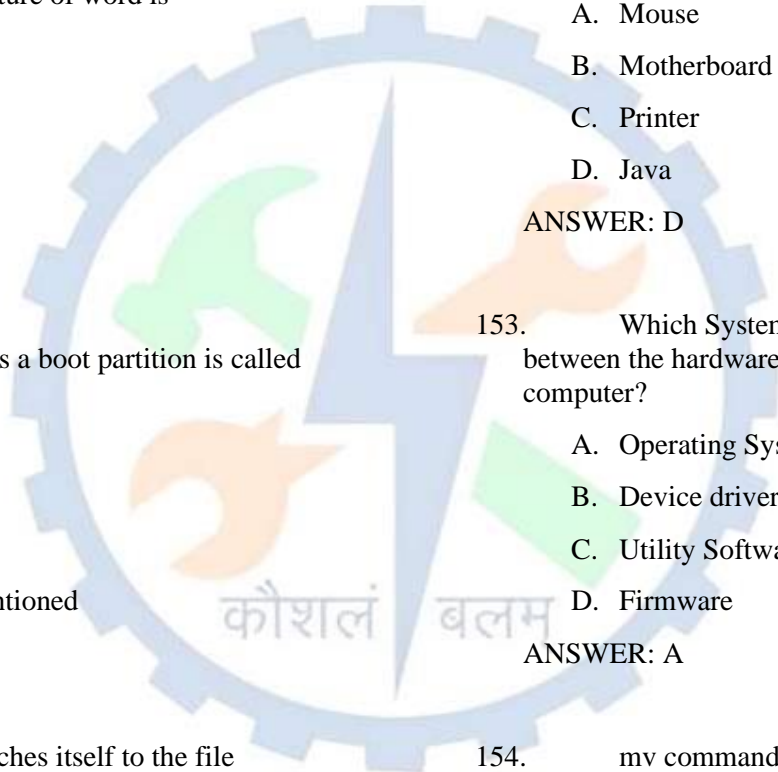 ture of word is
s a boot partition is called
ntioned
ches itself to the file
A. Mouse
B. Motherboard
C. Printer
D. Java
ANSWER: D
153. Which System
between the hardware
computer?
A. Operating Sys
B. Device driver
C. Utility Softwa
D. Firmware
ANSWER: A
154. mv command
कौशलं बलम